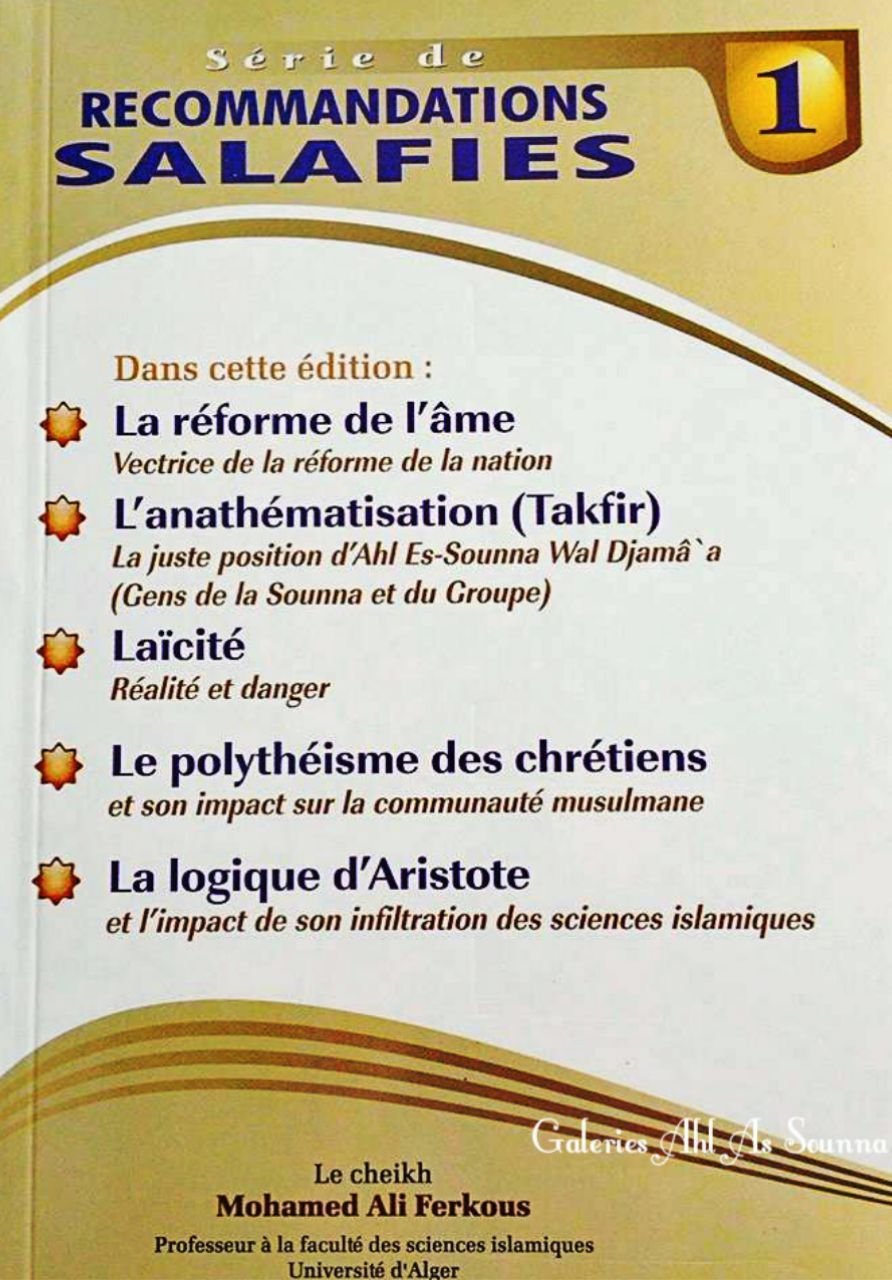 Série de
RECOMMANDATIONS
SALAFIES
1
Dans cette édition :
La réforme de l'âme
Vectrice de la réforme de la nation
L'anathématisation (Takfir)
La juste position d'Ahl Es-Sounna Wal Djamâ`a
(Gens de la Sounna et du Groupe)
Laïcité
Réalité et danger
Le polythéisme des chrétiens
et son impact sur la communauté musulmane
La logique d'Aristote
et l'impact de son infiltration des sciences islamiques
Galeries Ahl As Sounna
Le cheikh
Mohamed Ali Ferkous
Professeur à la faculté des sciences islamiques
Université d'Alger